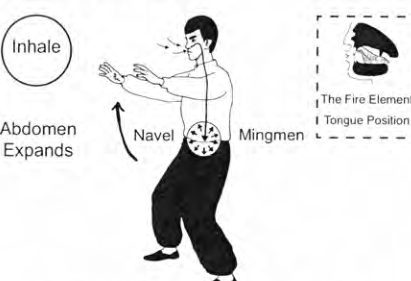 Inhale
Abdomen
Expands
Navel
Mingmen
The Fire Element
Tongue Position